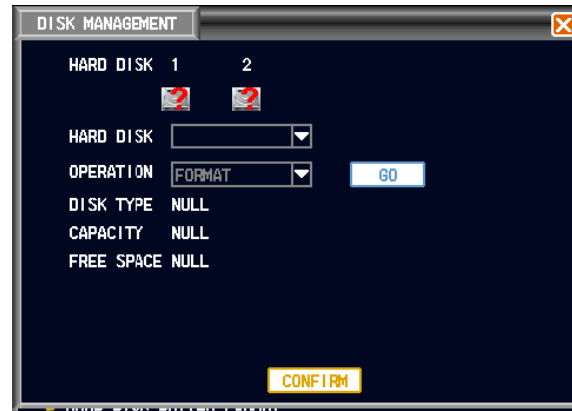 DISK MANAGEMENT
HARD DISK 1 2
HARD DISK
OPERATION FORMAT GO
DISK TYPE NULL
CAPACITY NULL
FREE SPACE NULL
CONFIRM